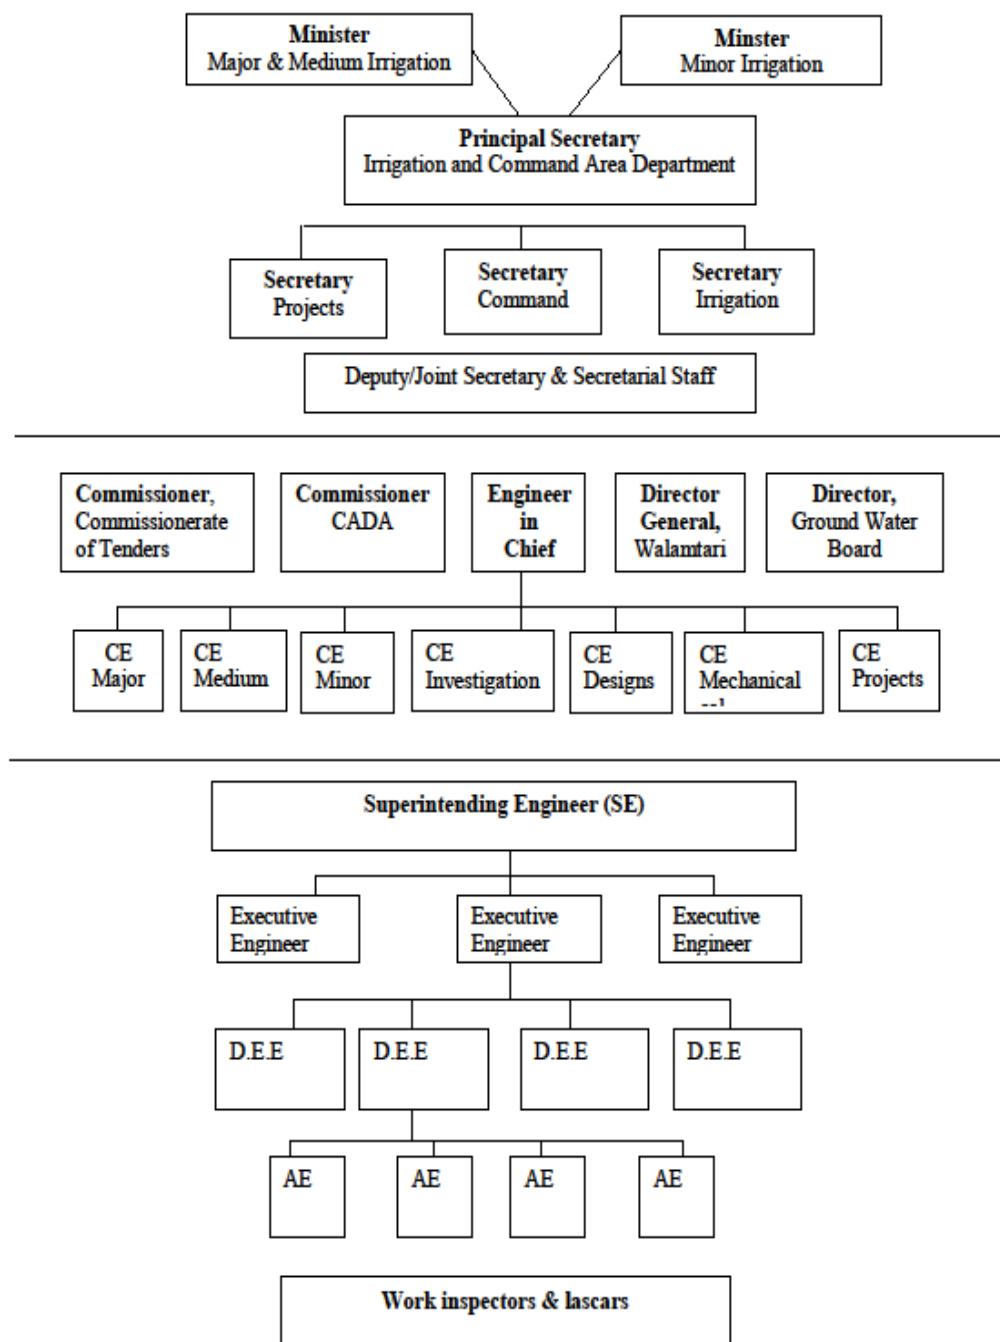 Minister
Major & Medium Irrigation
Minster
Minor Irrigation
Principal Secretary
Irrigation and Command Area Department
Secretary
Projects
Secretary
Command
Secretary
Irrigation
Deputy/Joint Secretary & Secretarial Staff
Commissioner,
Commissionerate
of Tenders
Commissioner
CADA
Engineer
in
Chief
Director
General,
Walamtari
Director,
Ground Water
Board
CE
Major
CE
Medium
CE
Minor
CE
Investigation
CE
Designs
CE
Mechanical
CE
Projects
Superintending Engineer (SE)
Executive
Engineer
Executive
Engineer
Executive
Engineer
D.E.E
D.E.E
D.E.E
D.E.E
AE
AE
AE
AE
Work inspectors & lascars